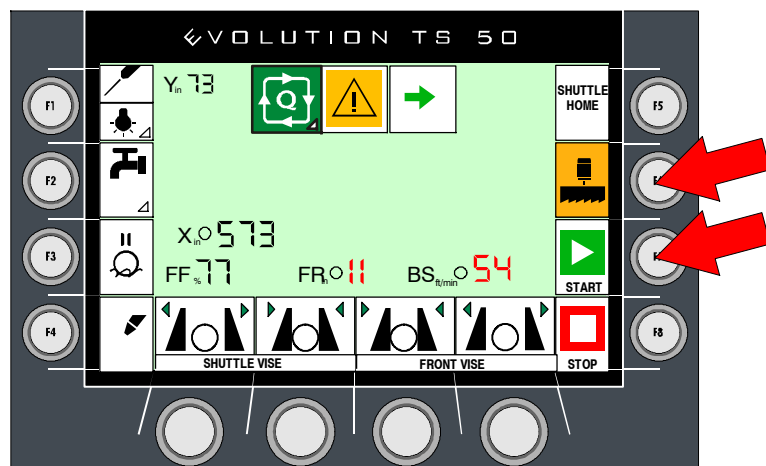 EVOLUTION TS 50
F1
Yin 73
Q
SHUTTLE
HOME
F5
F2
F3
Xin 573
FF% 77
FRin 11
BSft/min 54
START
F4
SHUTTLE VISE
FRONT VISE
STOP
F8